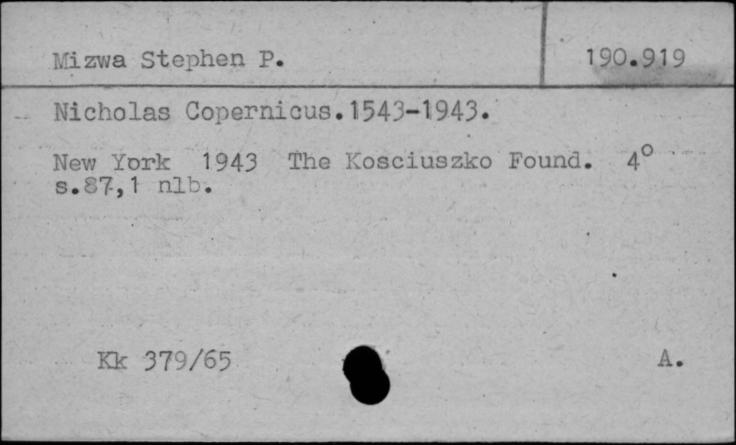 Mizwa Stephen P.
190.919
Nicholas Copernicus.1543-1943.
New York 1943 The Kosciuszko Found. 4°
s.87,1 nlb.
Kk 379/65
A.